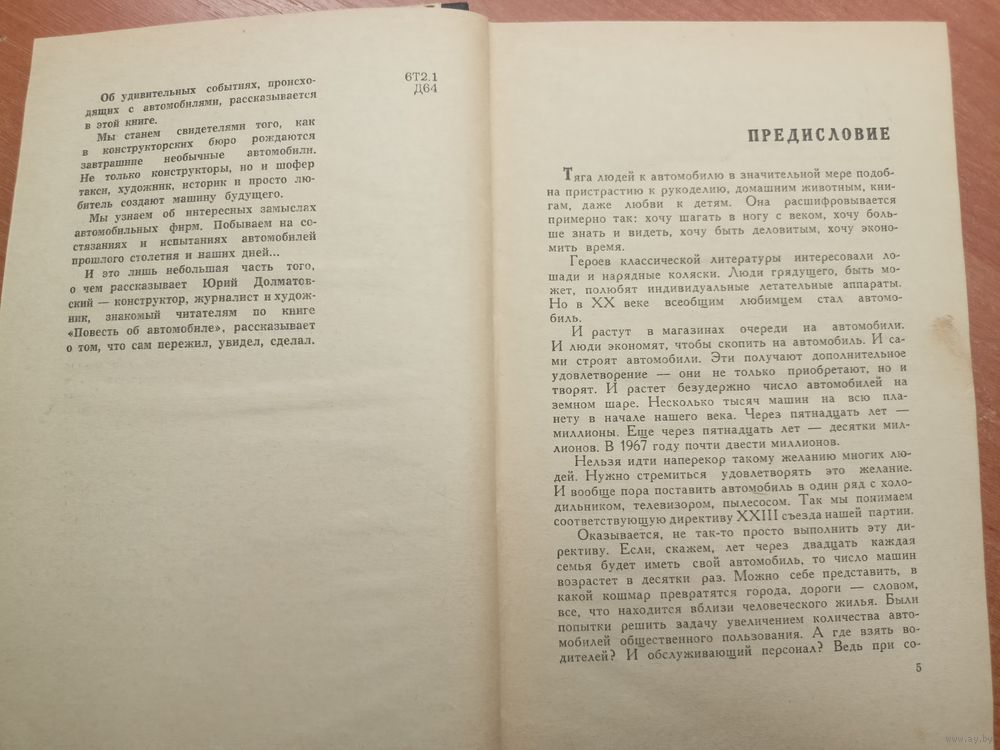 6Т2.1
Д64
Об удивительных событиях, происхо-
дящих с автомобилями, рассказывается
в этой книге.
Мы станем свидетелями того, как
в конструкторских бюро рождаются
завтрашние необычные автомобили.
Не только конструкторы, но и шофер
такси, художник, историк и просто лю-
битель создают машину будущего.
Мы узнаем об интересных замыслах
автомобильных фирм. Побываем на со-
стязаниях и испытаниях автомобилей
прошлого столетия и наших дней...
И это лишь небольшая часть того,
о чем рассказывает Юрий Долматов-
ский — конструктор, журналист и худож-
ник, знакомый читателям по книге
«Повесть об автомобиле», рассказывает
о том, что сам пережил, увидел, сделал.
ПРЕДИСЛОВИЕ
Тяга людей к автомобилю в значительной мере подоб-
на пристрастию к рукоделию, домашним животным, кни-
гам, даже любви к детям. Она расшифровывается
примерно так: хочу шагать в ногу с веком, хочу боль-
ше знать и видеть, хочу быть деловитым, хочу эконо-
мить время.
Героев классической литературы интересовали ло-
шади и нарядные коляски. Люди грядущего, быть мо-
жет, полюбят индивидуальные летательные аппараты.
Но в XX веке всеобщим любимцем стал автомо-
биль.
И растут в магазинах очереди на автомобили.
И люди экономят, чтобы скопить на автомобиль. И са-
ми строят автомобили. Эти получают дополнительное
удовлетворение — они не только приобретают, но и
творят. И растет безудержно число автомобилей на
земном шаре. Несколько тысяч машин на всю пла-
нету в начале нашего века. Через пятнадцать лет —
миллионы. Еще через пятнадцать лет — десятки мил-
лионов. В 1967 году почти двести миллионов.
Нельзя идти наперекор такому желанию многих лю-
дей. Нужно стремиться удовлетворять это желание.
И вообще пора поставить автомобиль в один ряд с холо-
дильником, телевизором, пылесосом. Так мы понимаем
соответствующую директиву XXIII съезда нашей партии.
Оказывается, не так-то просто выполнить эту ди-
рективу. Если, скажем, лет через двадцать каждая
семья будет иметь свой автомобиль, то число машин
возрастет в десятки раз. Можно себе представить, в
какой кошмар превратятся города, дороги — словом,
все, что находится вблизи человеческого жилья. Были
попытки решить задачу увеличением количества авто-
мобилей общественного пользования. А где взять во-
дителей? И обслуживающий персонал? Ведь при со-
5
www.ay.by